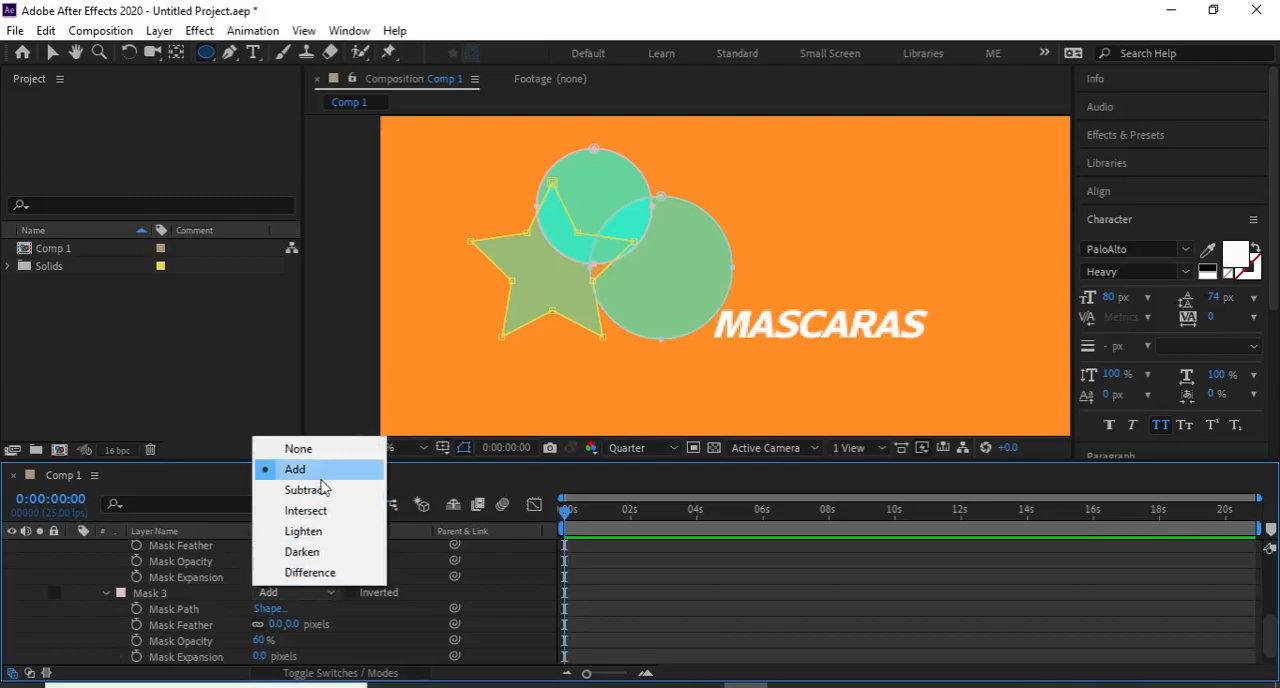 Adobe After Effects 2020 - Untitled Project.aep *
File Edit Composition Layer Effect Animation View Window Help
Default Learn Standard Small Screen Libraries ME Search Help
Project
Composition Comp 1
Footage (none)
Info
Comp 1
Audio
Effects & Presets
Libraries
Align
Character
Name Comment
Comp 1
Solids
PaloAlto
Heavy
80 px 74 px
Metrics 0
- px
100 % 100 %
0 px 0 %
MASCARAS
16 bpc
% 0:00:00:00 Quarter Active Camera 1 View +0.0
Paragraph
Comp 1
0:00:00:00
00000 (25.00 fps)
00s 02s 04s 06s 08s 10s 12s 14s 16s 18s 20s
# Layer Name Parent & Link
None
Add
Subtract
Intersect
Lighten
Darken
Difference
Mask Feather
Mask Opacity
Mask Expansion
Mask 3 Add Inverted
Mask Path Shape...
Mask Feather 0.0,0.0 pixels
Mask Opacity 60 %
Mask Expansion 0.0 pixels
Toggle Switches / Modes